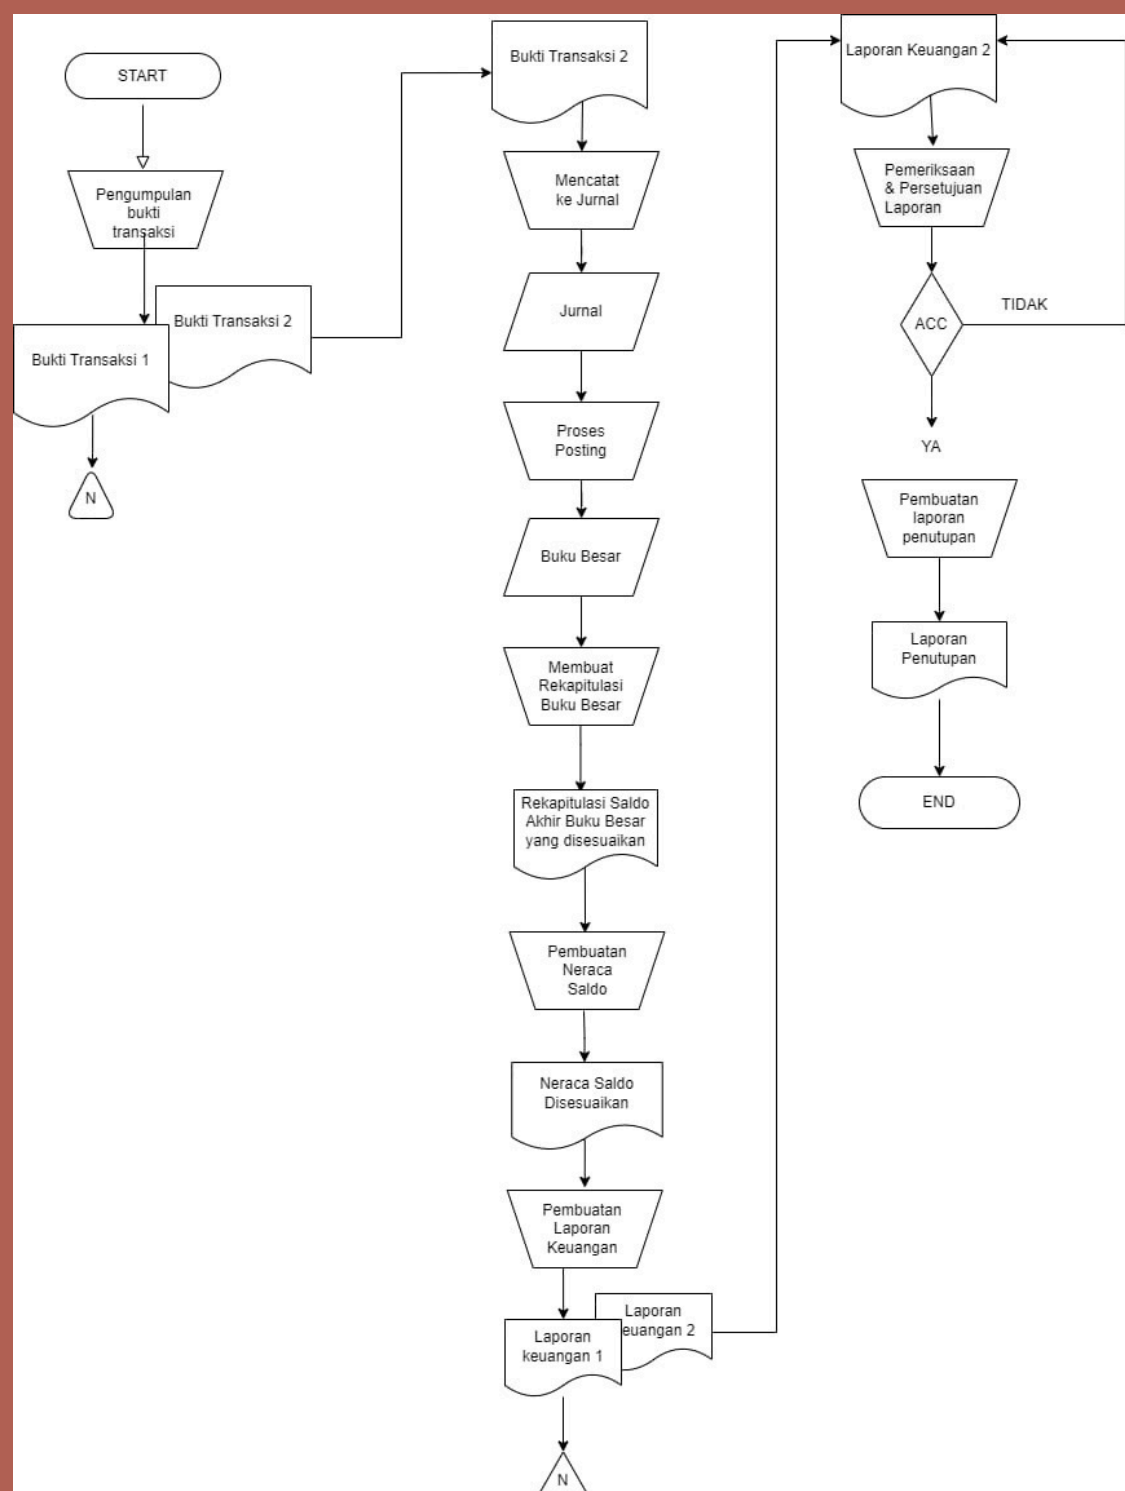 START
Pengumpulan
bukti
transaksi
Bukti Transaksi 2
Bukti Transaksi 1
N
Bukti Transaksi 2
Mencatat
ke Jurnal
Jurnal
Proses
Posting
Buku Besar
Membuat
Rekapitulasi
Buku Besar
Rekapitulasi Saldo
Akhir Buku Besar
yang disesuaikan
Pembuatan
Neraca
Saldo
Neraca Saldo
Disesuaikan
Pembuatan
Laporan
Keuangan
Laporan
euangan 2
Laporan
keuangan 1
N
Laporan Keuangan 2
Pemeriksaan
& Persetujuan
Laporan
ACC
TIDAK
YA
Pembuatan
laporan
penutupan
Laporan
Penutupan
END